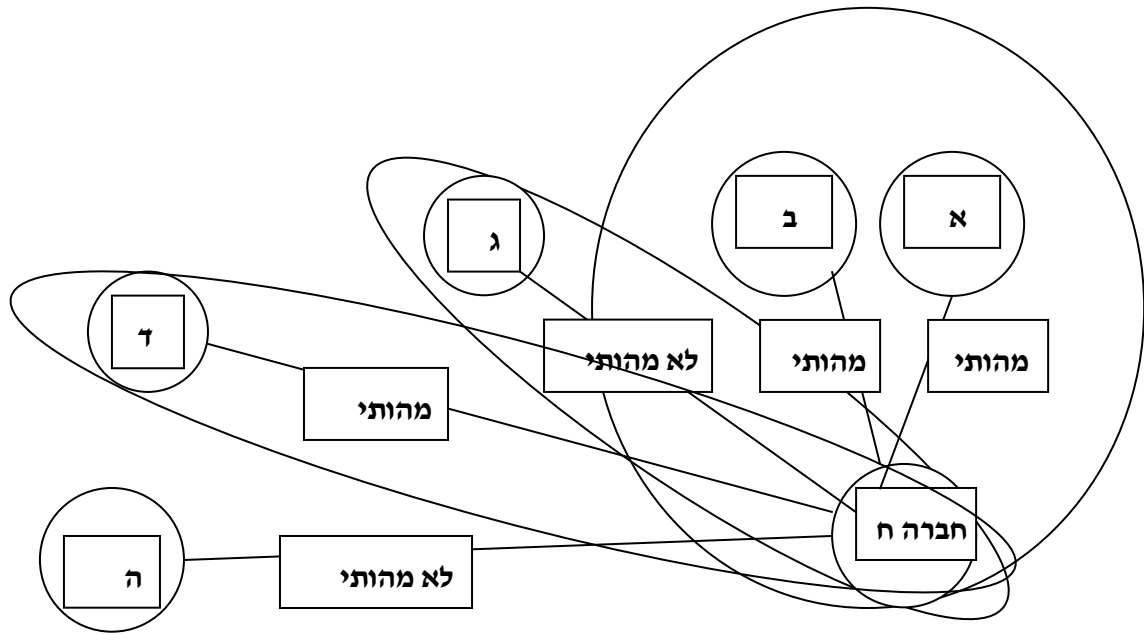 א
ב
ג
ד
מהותי
מהותי
לא מהותי
מהותי
חברה ח
לא מהותי
ה